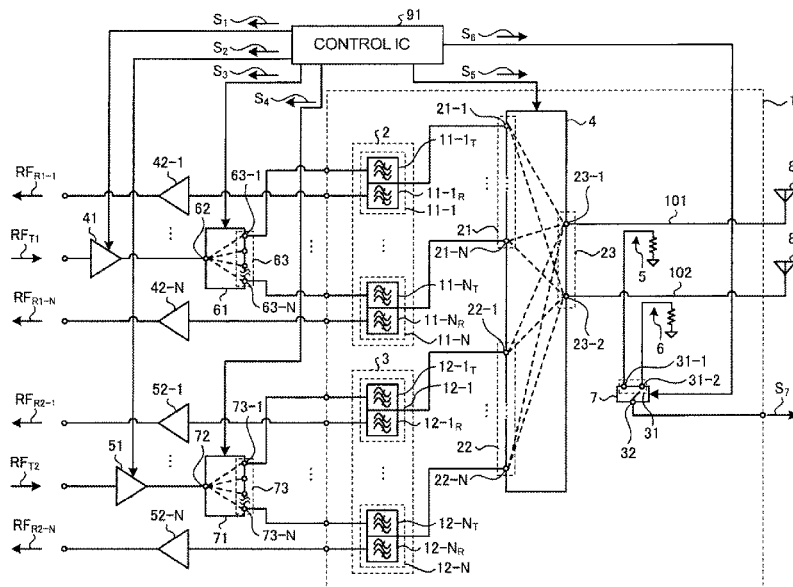 91
CONTROL IC
S1
S2
S3
S4
S5
S6
1
2
21-1
4
11-1T
11-1R
11-1
23-1
8
101
RFR1-1
42-1
62
63-1
RFT1
41
63
61
63-N
21
21-N
23
5
8
102
11-NT
11-NR
11-N
22-1
23-2
6
RFR1-N
42-N
3
31-1
31-2
7
31
32
S7
12-1T
12-1
12-1R
RFR2-1
52-1
72
73-1
RFT2
51
73
71
73-N
22
22-N
12-NT
12-NR
12-N
RFR2-N
52-N